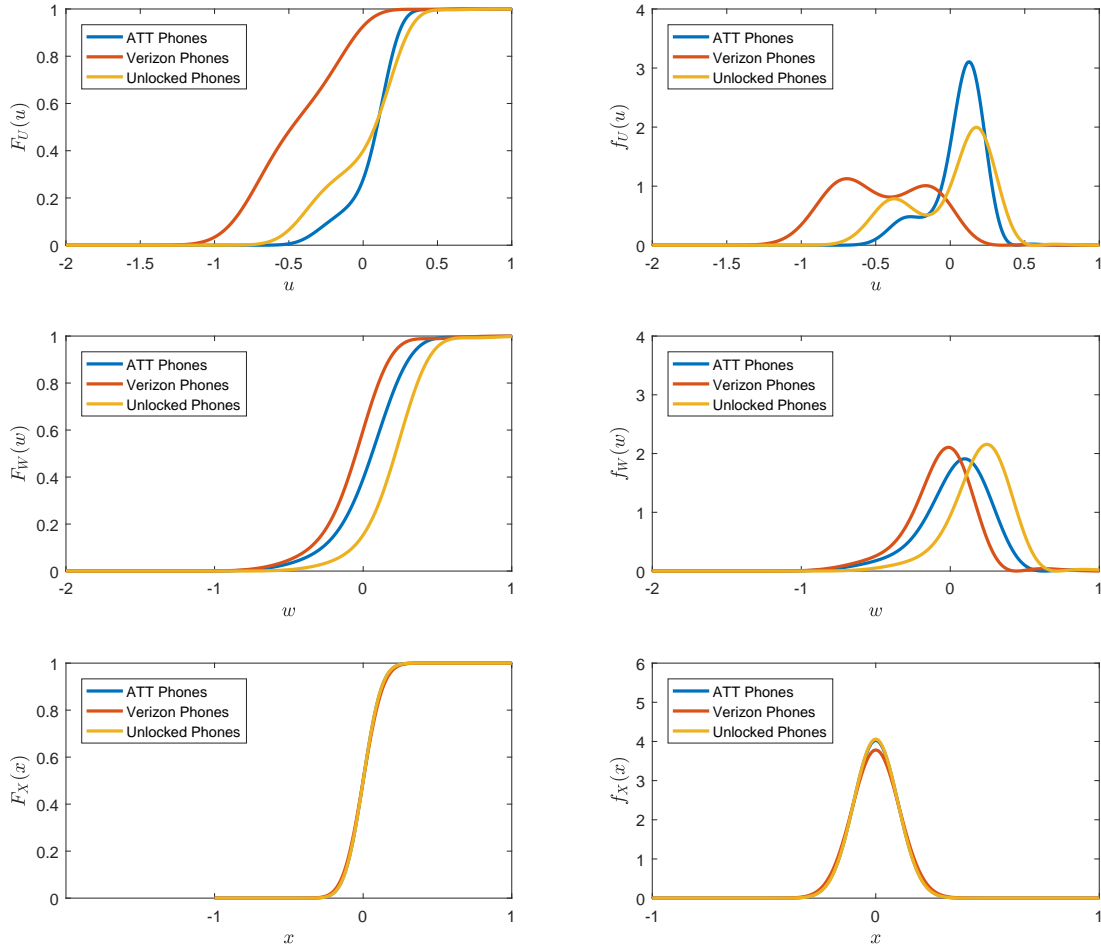 1
0.8
0.6
0.4
0.2
0
F_U(u)
ATT Phones
Verizon Phones
Unlocked Phones
-2 -1.5 -1 -0.5 0 0.5 1
u
4
3
2
1
0
f_U(u)
ATT Phones
Verizon Phones
Unlocked Phones
-2 -1.5 -1 -0.5 0 0.5 1
u
1
0.8
0.6
0.4
0.2
0
F_W(w)
ATT Phones
Verizon Phones
Unlocked Phones
-2 -1 0 1
w
4
3
2
1
0
f_W(w)
ATT Phones
Verizon Phones
Unlocked Phones
-2 -1 0 1
w
1
0.8
0.6
0.4
0.2
0
F_X(x)
ATT Phones
Verizon Phones
Unlocked Phones
-1 0 1
x
6
5
4
3
2
1
0
f_X(x)
ATT Phones
Verizon Phones
Unlocked Phones
-1 0 1
x